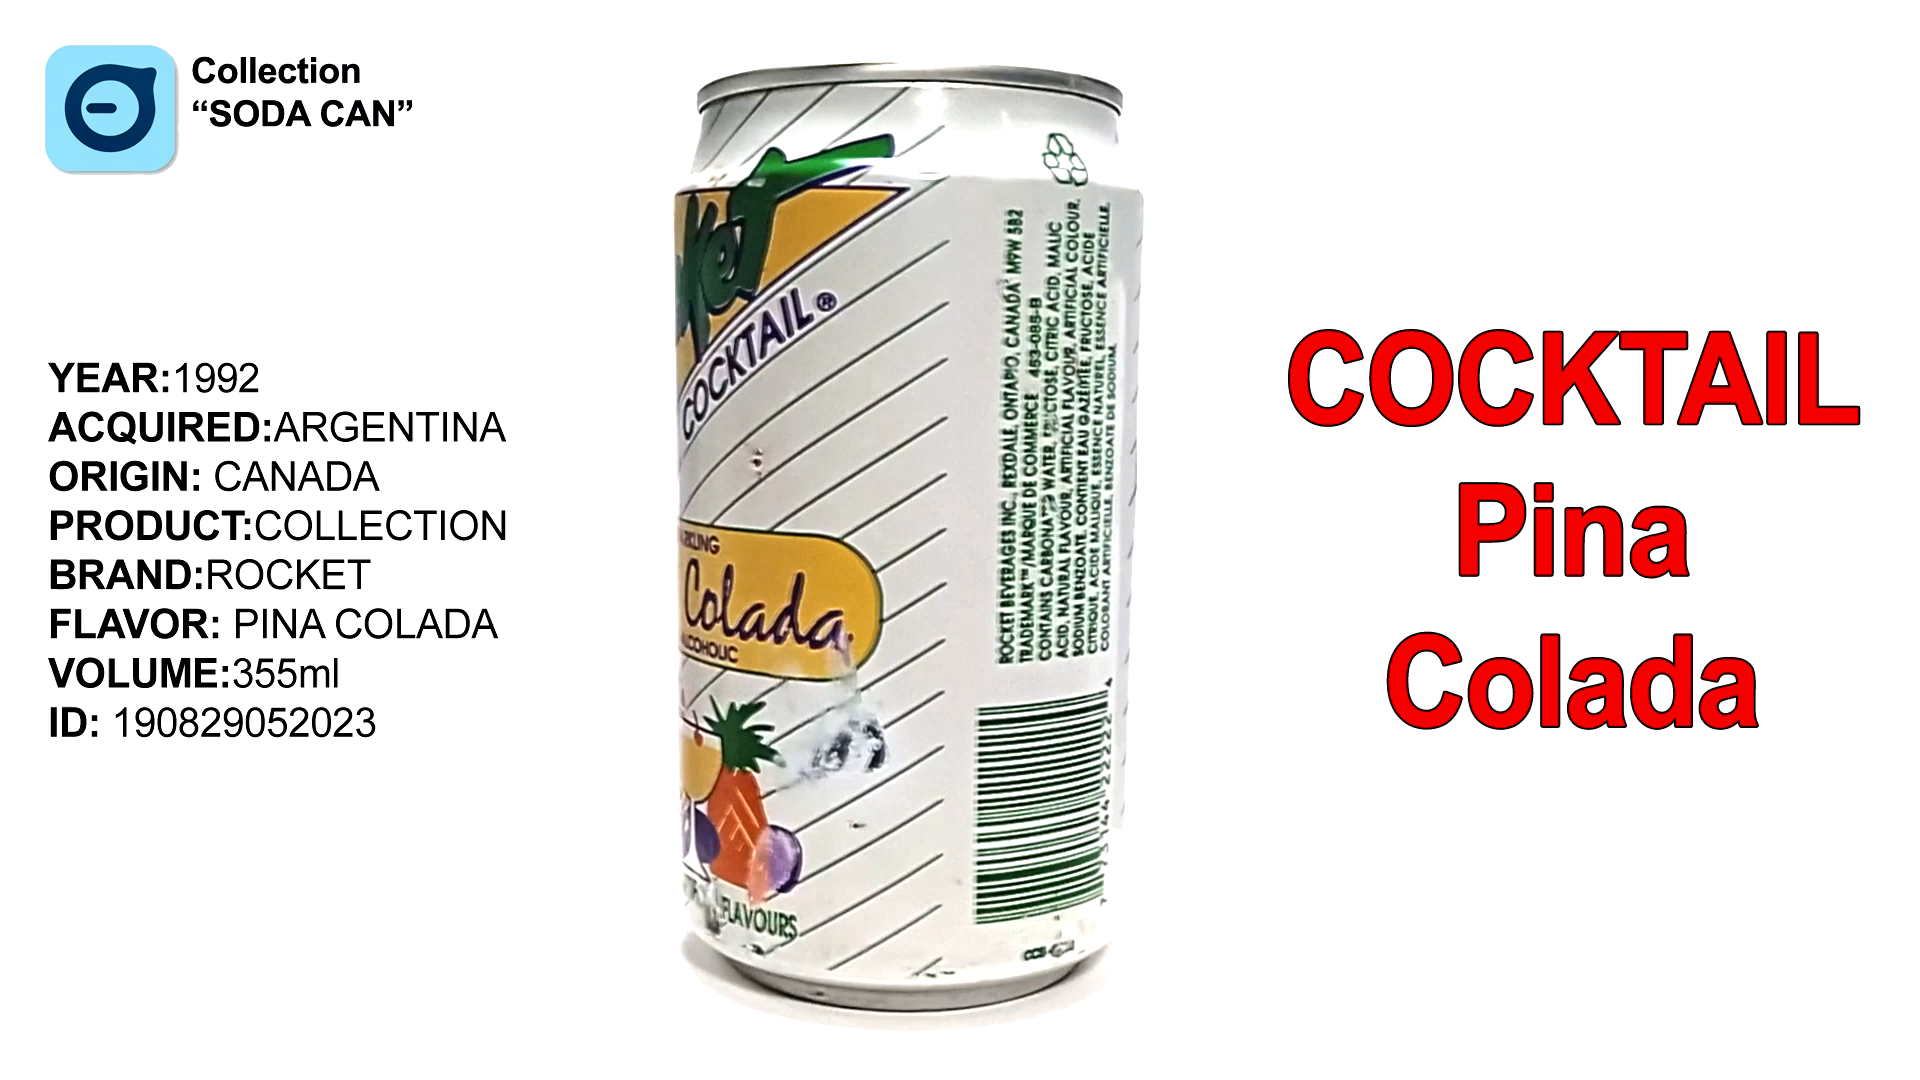 Collection
“SODA CAN”
YEAR:1992
ACQUIRED:ARGENTINA
ORIGIN: CANADA
PRODUCT:COLLECTION
BRAND:ROCKET
FLAVOR: PINA COLADA
VOLUME:355ml
ID: 190829052023
COCKTAIL®
Colada
FLAVOURS
ROCKET BEVERAGES INC., REXDALE, ONTARIO, CANADA M9W 5B2
TRADEMARK™/MARQUE DE COMMERCE 453-085-B
CONTAINS CARBONATED WATER, FRUCTOSE, CITRIC ACID, MALIC
ACID, NATURAL FLAVOUR, ARTIFICIAL FLAVOUR, ARTIFICIAL COLOUR,
SODIUM BENZOATE. CONTIENT EAU GAZÉIFIÉE, FRUCTOSE, ACIDE
CITRIQUE, ACIDE MALIQUE, ESSENCE NATUREL, ESSENCE ARTIFICIELLE,
COLORANT ARTIFICIELLE, BENZOATE DE SODIUM.
COCKTAIL
Pina
Colada